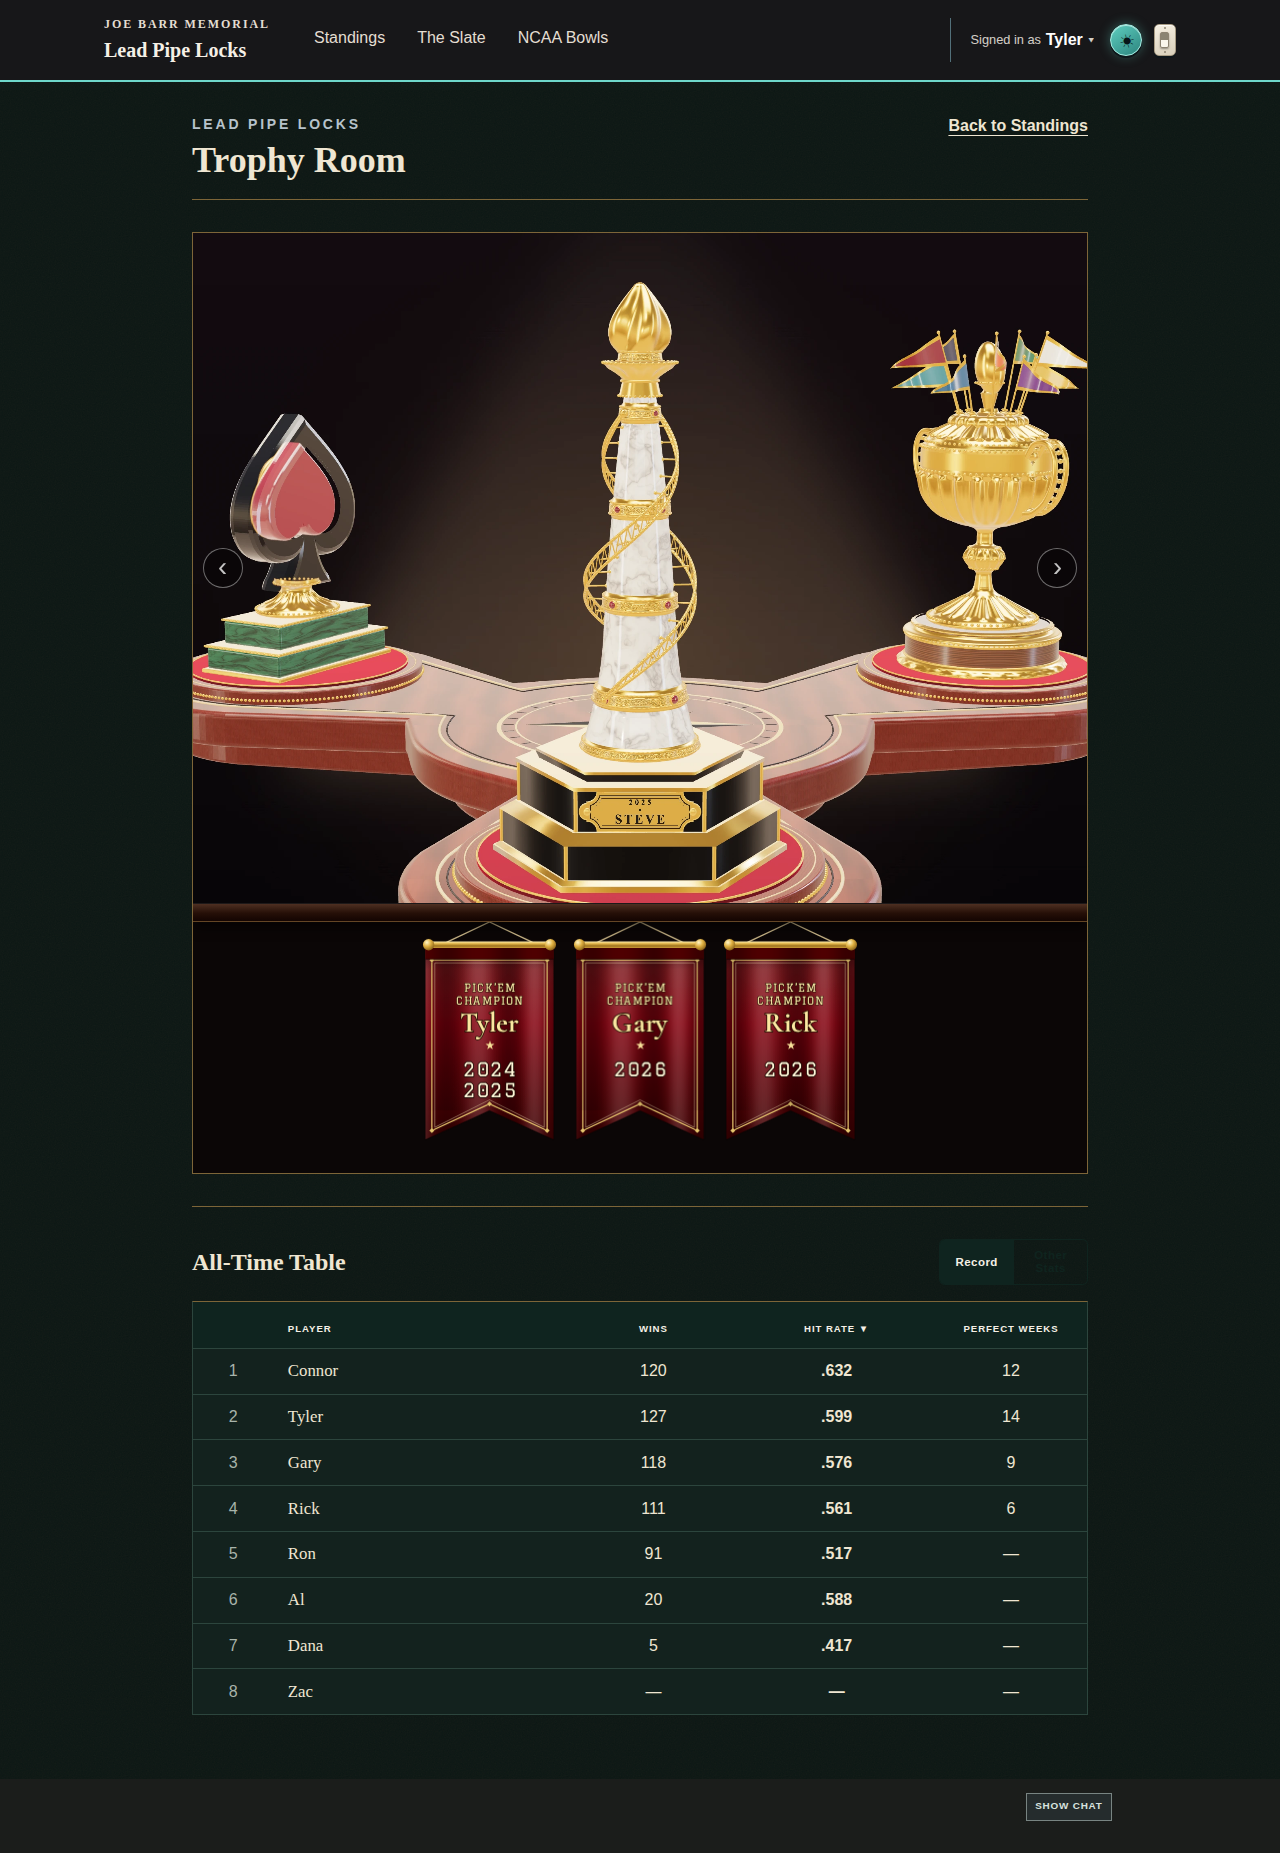 JOE BARR MEMORIAL
Lead Pipe Locks
Standings The Slate NCAA Bowls
Signed in as Tyler ▾
LEAD PIPE LOCKS
Back to Standings
Trophy Room
‹ ›
2025
STEVE
PICK'EM CHAMPION
Tyler
★
2024
2025
PICK'EM CHAMPION
Gary
★
2026
PICK'EM CHAMPION
Rick
★
2026
All-Time Table
Record
PLAYER WINS HIT RATE ▼ PERFECT WEEKS
1 Connor 120 .632 12
2 Tyler 127 .599 14
3 Gary 118 .576 9
4 Rick 111 .561 6
5 Ron 91 .517 —
6 Al 20 .588 —
7 Dana 5 .417 —
8 Zac — — —
SHOW CHAT